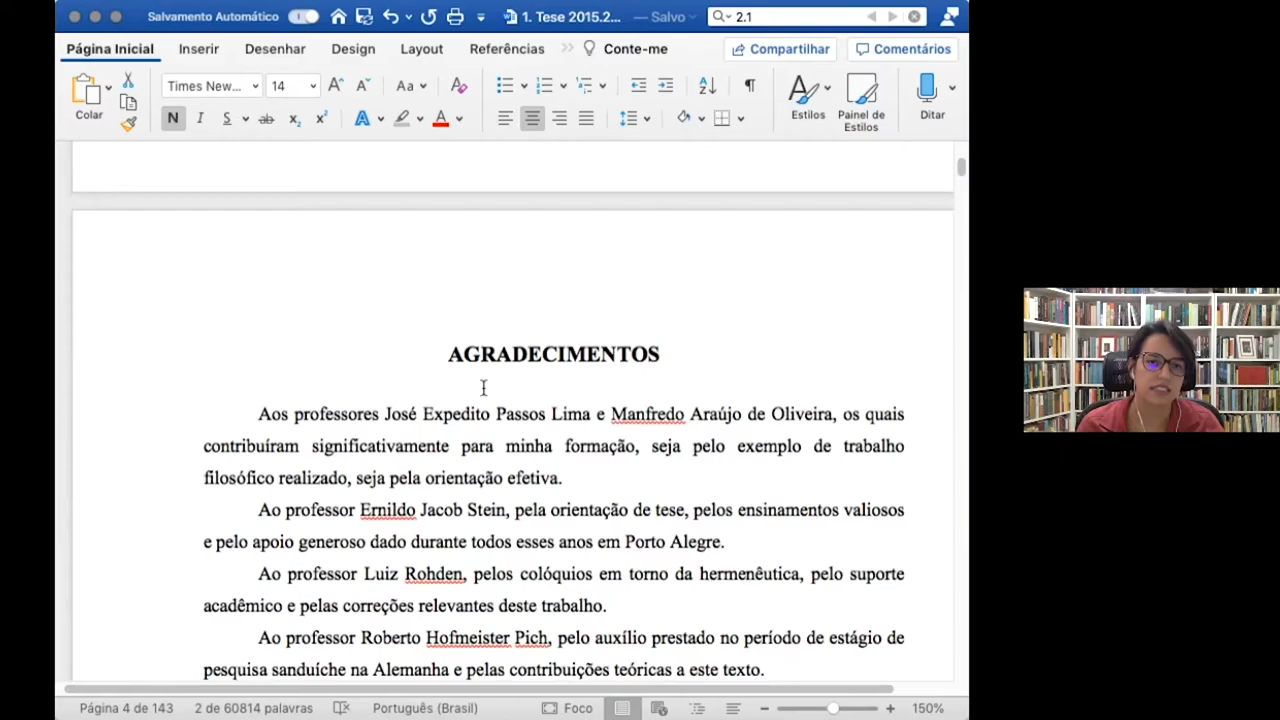 Salvamento Automático
1. Tese 2015.2... — Salvo
2.1
Página Inicial Inserir Desenhar Design Layout Referências Conte-me Compartilhar Comentários
Times New... 14
Colar
N I S ab x₂ x²
Estilos Painel de Estilos Ditar
AGRADECIMENTOS
Aos professores José Expedito Passos Lima e Manfredo Araújo de Oliveira, os quais
contribuíram significativamente para minha formação, seja pelo exemplo de trabalho
filosófico realizado, seja pela orientação efetiva.
Ao professor Ernildo Jacob Stein, pela orientação de tese, pelos ensinamentos valiosos
e pelo apoio generoso dado durante todos esses anos em Porto Alegre.
Ao professor Luiz Rohden, pelos colóquios em torno da hermenêutica, pelo suporte
acadêmico e pelas correções relevantes deste trabalho.
Ao professor Roberto Hofmeister Pich, pelo auxílio prestado no período de estágio de
pesquisa sanduíche na Alemanha e pelas contribuições teóricas a este texto.
Página 4 de 143 2 de 60814 palavras Português (Brasil) Foco 150%